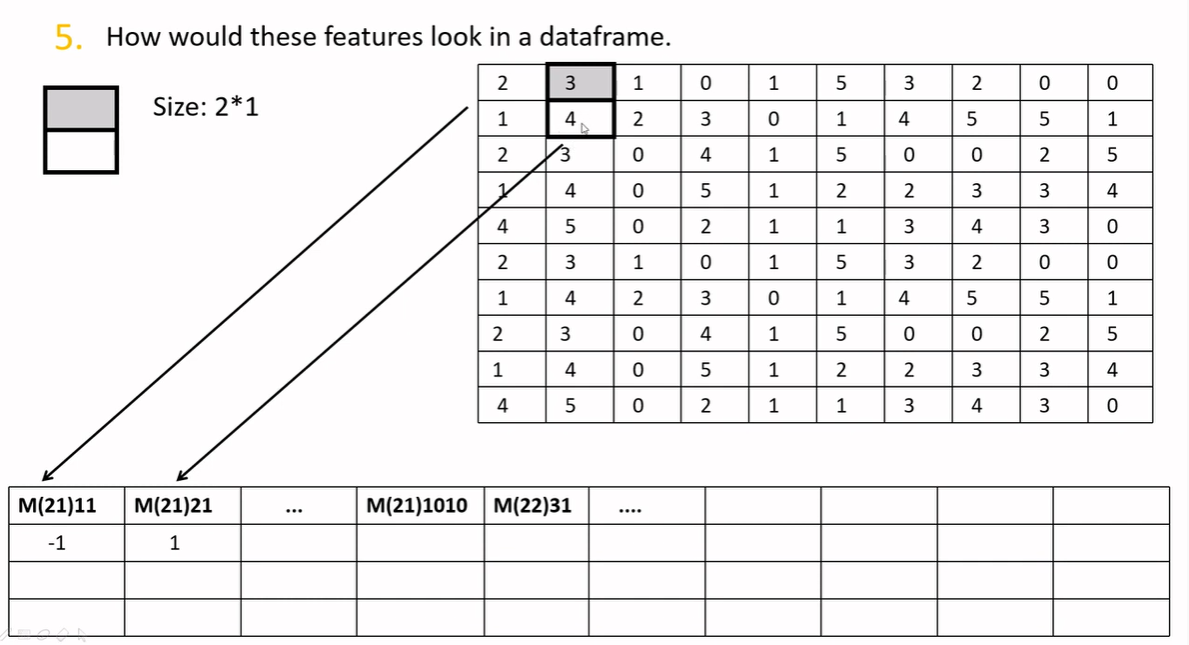 5. How would these features look in a dataframe.
Size: 2*1
2 3 1 0 1 5 3 2 0 0
1 4 2 3 0 1 4 5 5 1
2 3 0 4 1 5 0 0 2 5
1 4 0 5 1 2 2 3 3 4
4 5 0 2 1 1 3 4 3 0
2 3 1 0 1 5 3 2 0 0
1 4 2 3 0 1 4 5 5 1
2 3 0 4 1 5 0 0 2 5
1 4 0 5 1 2 2 3 3 4
4 5 0 2 1 1 3 4 3 0
M(21)11 M(21)21 ... M(21)1010 M(22)31 ....
-1 1